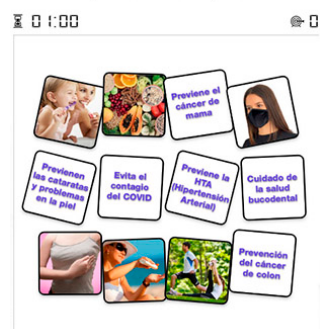 01:00
0
Previene el
cáncer de
mama
Previenen
las cataratas
y problemas
en la piel
Evita el
contagio
del COVID
Previene la
HTA
(Hipertensión
Arterial)
Cuidado de
la salud
bucodental
Prevención
del cáncer
de colon